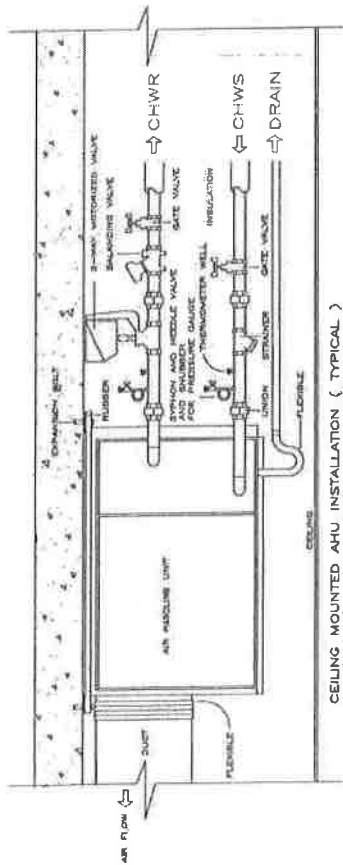 EXPANSION BOLT
2-WAY MOTORIZED VALVE
BALANCING VALVE
RUBBER
CHWR
GATE VALVE
SYPHON AND NEEDLE VALVE
AND SNUBBER
FOR PRESSURE GAUGE
THERMOMETER WELL
INSULATION
CHWS
GATE VALVE
STRAINER
UNION
DRAIN
FLEXIBLE
AIR FLOW
DUCT
FLEXIBLE
AIR HANDLING UNIT
CEILING
CEILING MOUNTED AHU INSTALLATION ( TYPICAL )